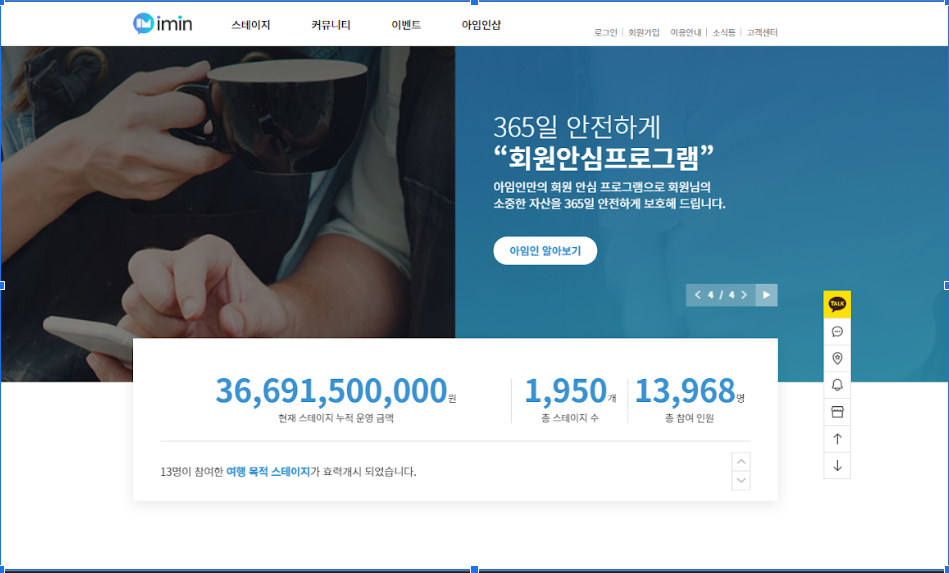 imin
스테이지 커뮤니티 이벤트 아임인샵
로그인 | 회원가입 이용안내 | 소식통 | 고객센터
365일 안전하게
“회원안심프로그램”
아임인만의 회원 안심 프로그램으로 회원님의
소중한 자산을 365일 안전하게 보호해 드립니다.
아임인 알아보기
4 / 4
TALK
36,691,500,000원 1,950개 13,968명
현재 스테이지 누적 운영 금액 총 스테이지 수 총 참여 인원
13명이 참여한 여행 목적 스테이지가 효력개시 되었습니다.